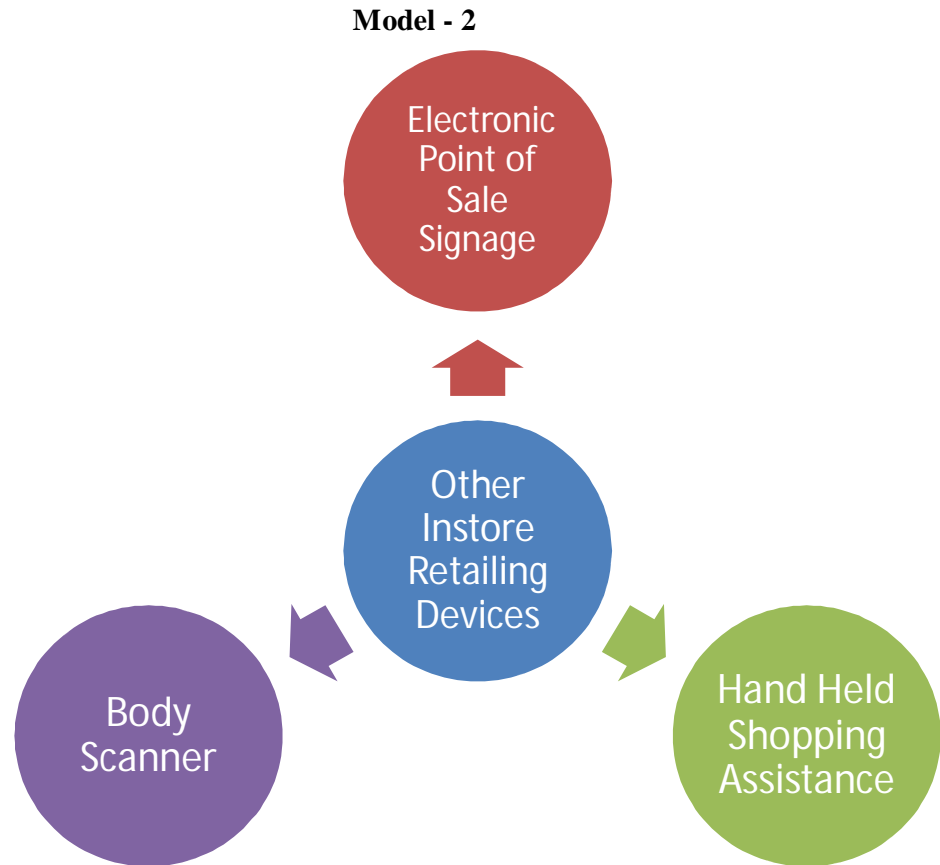 Model - 2
Electronic
Point of
Sale
Signage
Other
Instore
Retailing
Devices
Body
Scanner
Hand Held
Shopping
Assistance